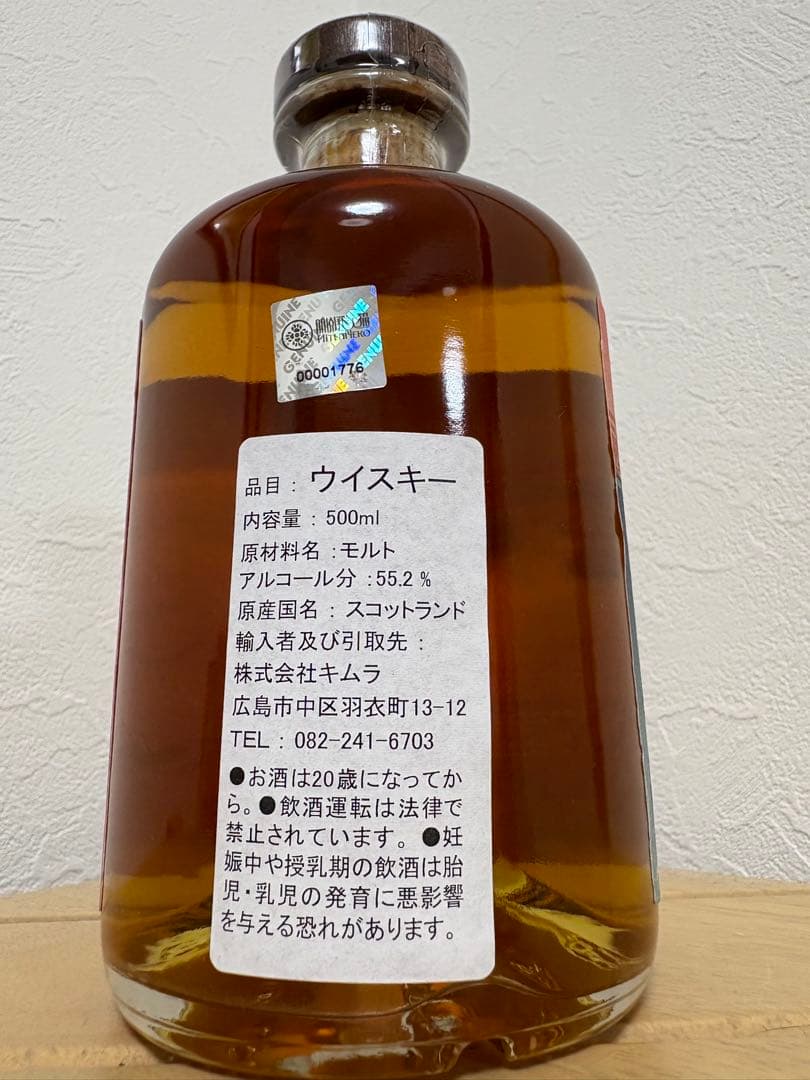 GENUINE
00001776
品目 : ウイスキー
内容量 : 500ml
原材料名 :モルト
アルコール分 :55.2 %
原産国名 : スコットランド
輸入者及び引取先 :
株式会社キムラ
広島市中区羽衣町13-12
TEL : 082-241-6703
●お酒は20歳になってか
ら。●飲酒運転は法律で
禁止されています。●妊
娠中や授乳期の飲酒は胎
児・乳児の発育に悪影響
を与える恐れがあります。